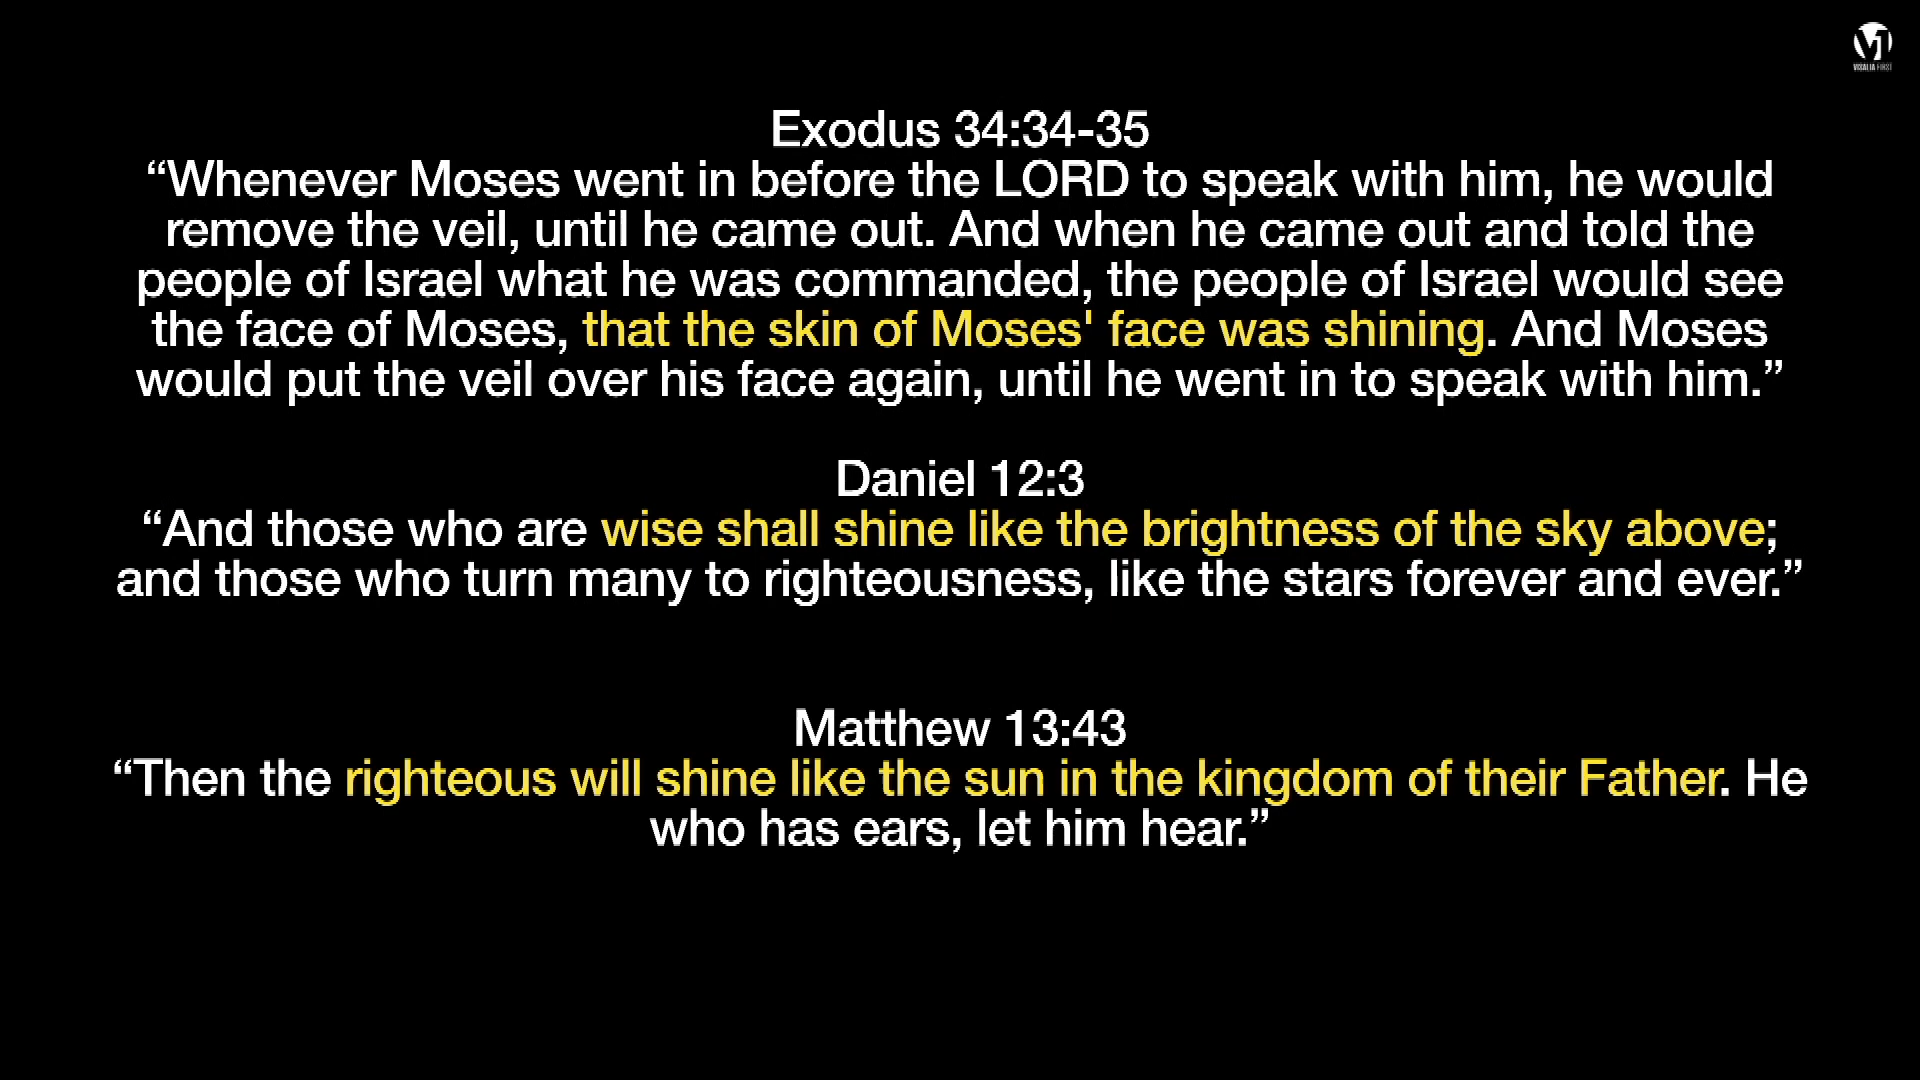 VISALIA FIRST
Exodus 34:34-35
“Whenever Moses went in before the LORD to speak with him, he would
remove the veil, until he came out. And when he came out and told the
people of Israel what he was commanded, the people of Israel would see
the face of Moses, that the skin of Moses' face was shining. And Moses
would put the veil over his face again, until he went in to speak with him.”
Daniel 12:3
“And those who are wise shall shine like the brightness of the sky above;
and those who turn many to righteousness, like the stars forever and ever.”
Matthew 13:43
“Then the righteous will shine like the sun in the kingdom of their Father. He
who has ears, let him hear.”